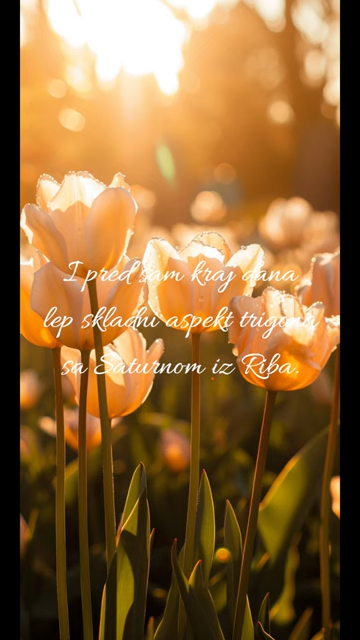 I pred sam kraj dana
lep skladni aspekt trigona
sa Saturnom iz Riba.